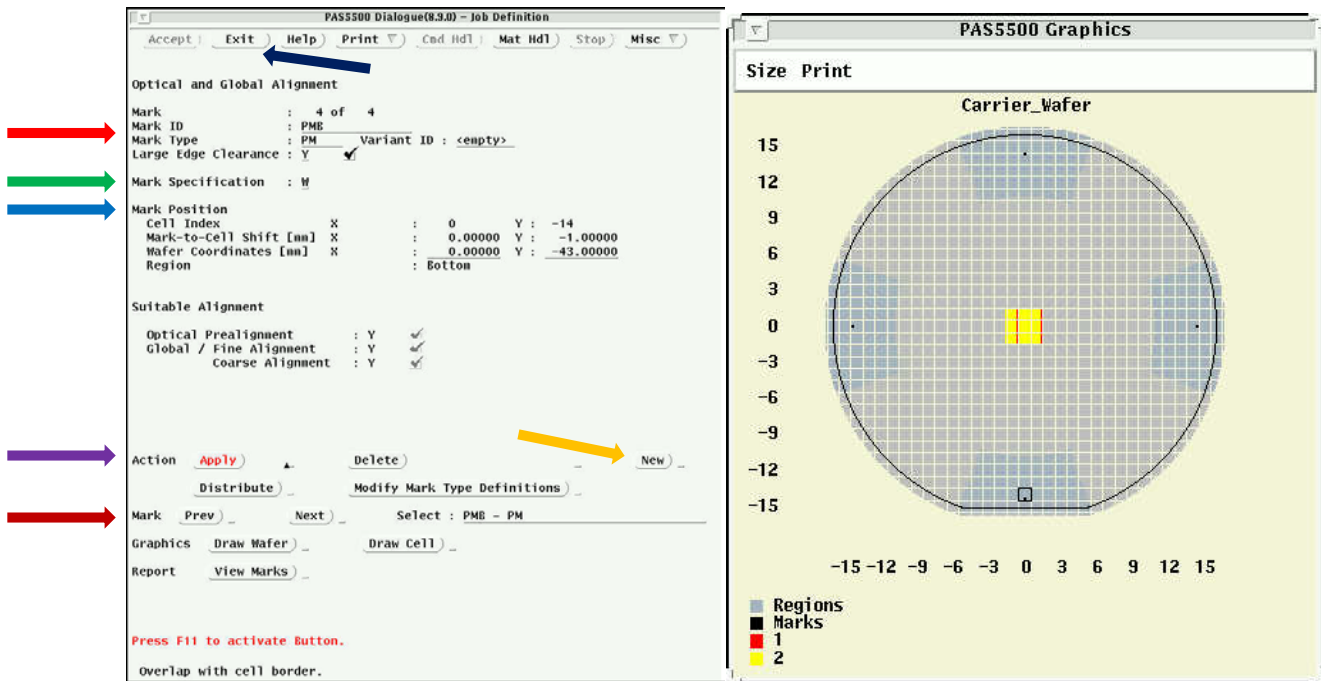 PAS5500 Dialogue(8.9.0) - Job Definition
Accept Exit Help Print Cmd Hdl Mat Hdl Stop Misc
Optical and Global Alignment
Mark : 4 of 4
Mark ID : PMB
Mark Type : PM Variant ID : <empty>
Large Edge Clearance : Y
Mark Specification : W
Mark Position
Cell Index X : 0 Y : -14
Mark-to-Cell Shift [mm] X : 0.00000 Y : -1.00000
Wafer Coordinates [mm] X : 0.00000 Y : -43.00000
Region : Bottom
Suitable Alignment
Optical Prealignment : Y
Global / Fine Alignment : Y
Coarse Alignment : Y
Action Apply Delete New
Distribute Modify Mark Type Definitions
Mark Prev Next Select : PMB - PM
Graphics Draw Wafer Draw Cell
Report View Marks
Press F11 to activate Button.
Overlap with cell border.
PAS5500 Graphics
Size Print
Carrier_Wafer
15
12
9
6
3
0
-3
-6
-9
-12
-15
-15 -12 -9 -6 -3 0 3 6 9 12 15
Regions
Marks
1
2